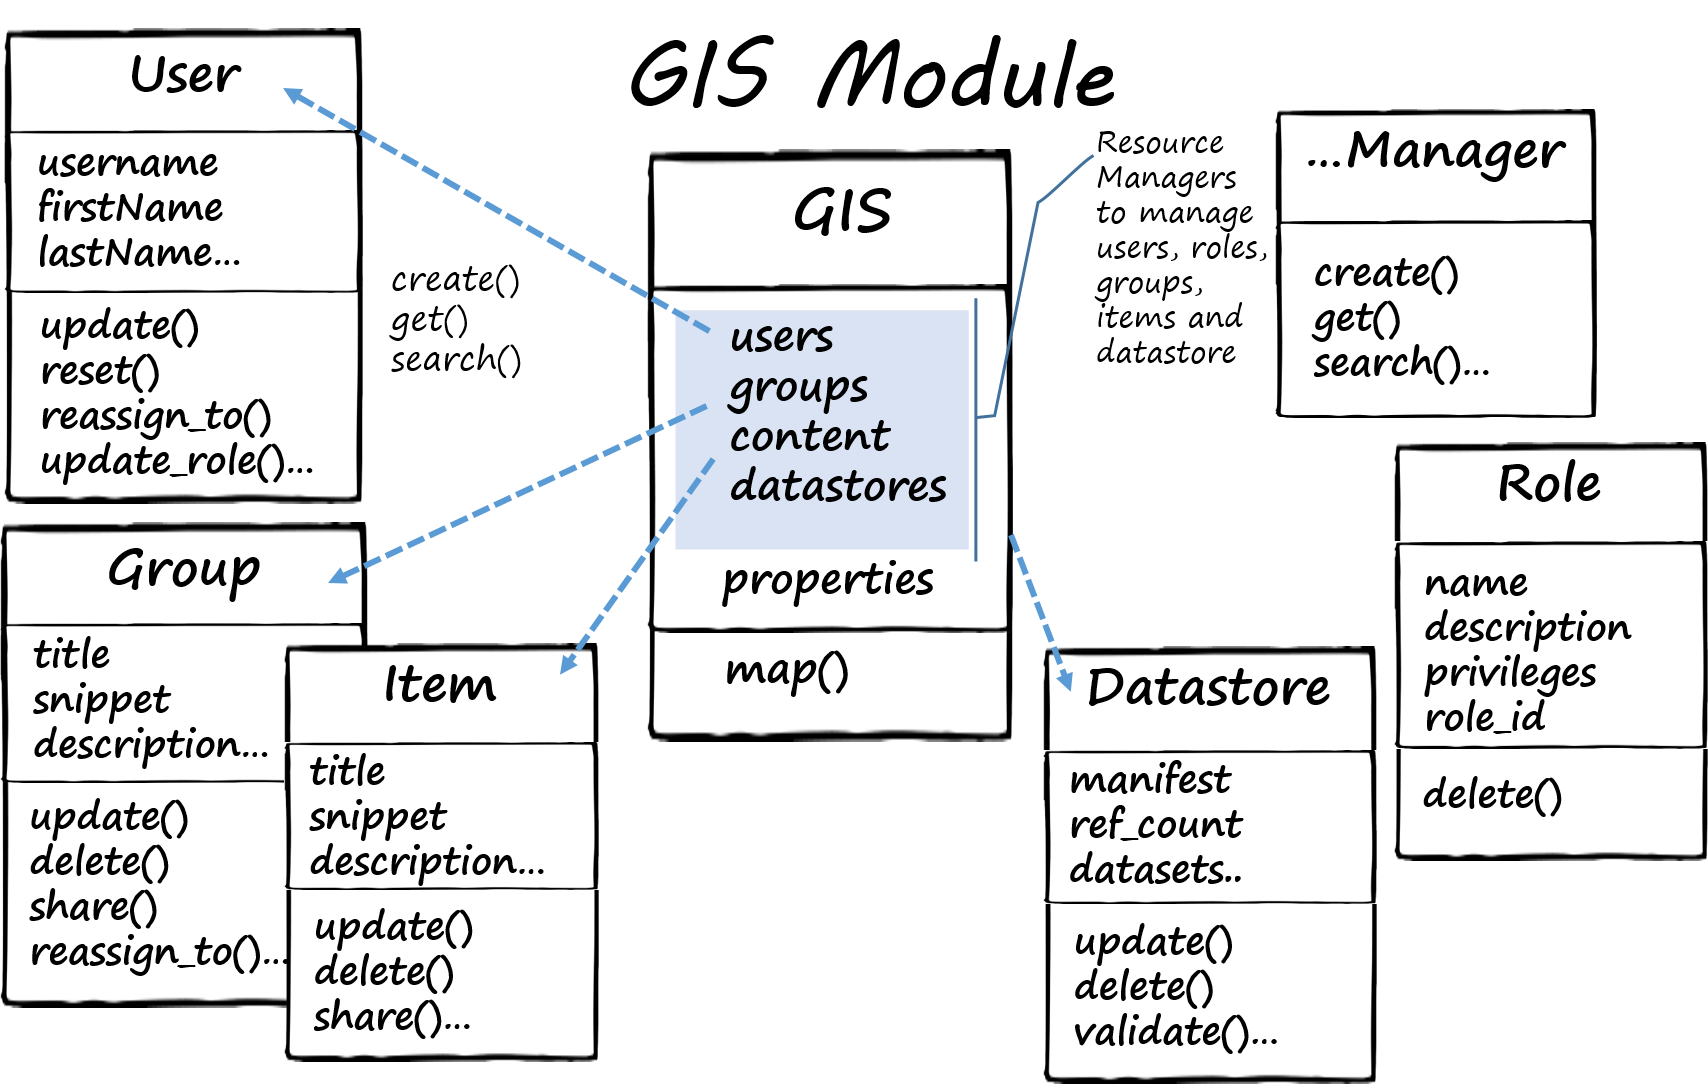 GIS Module
User
username
firstName
lastName...
update()
reset()
reassign_to()
update_role()...
create()
get()
search()
GIS
users
groups
content
datastores
properties
map()
Resource
Managers
to manage
users, roles,
groups,
items and
datastore
...Manager
create()
get()
search()...
Group
title
snippet
description...
update()
delete()
share()
reassign_to()...
Item
title
snippet
description...
update()
delete()
share()...
Datastore
manifest
ref_count
datasets..
update()
delete()
validate()...
Role
name
description
privileges
role_id
delete()